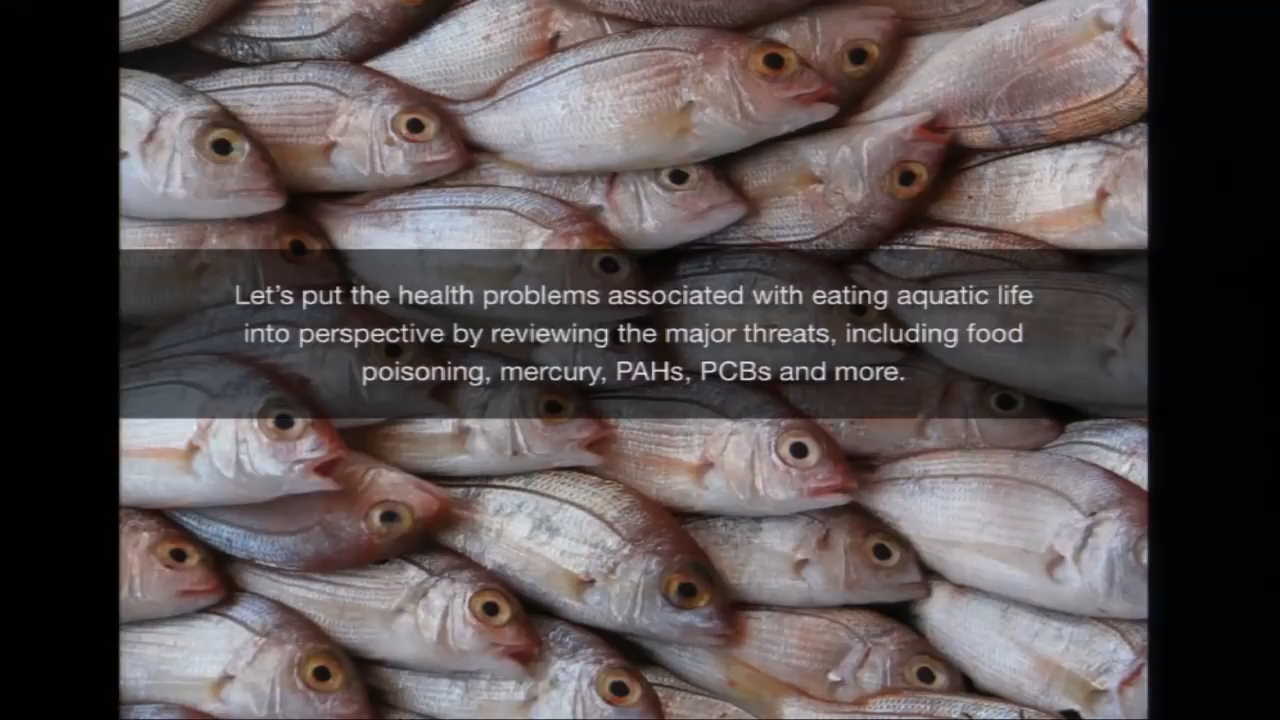 Let's put the health problems associated with eating aquatic life
into perspective by reviewing the major threats, including food
poisoning, mercury, PAHs, PCBs and more.